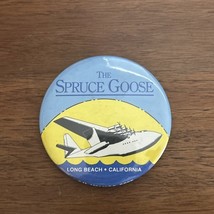 THE
SPRUCE GOOSE
LONG BEACH • CALIFORNIA